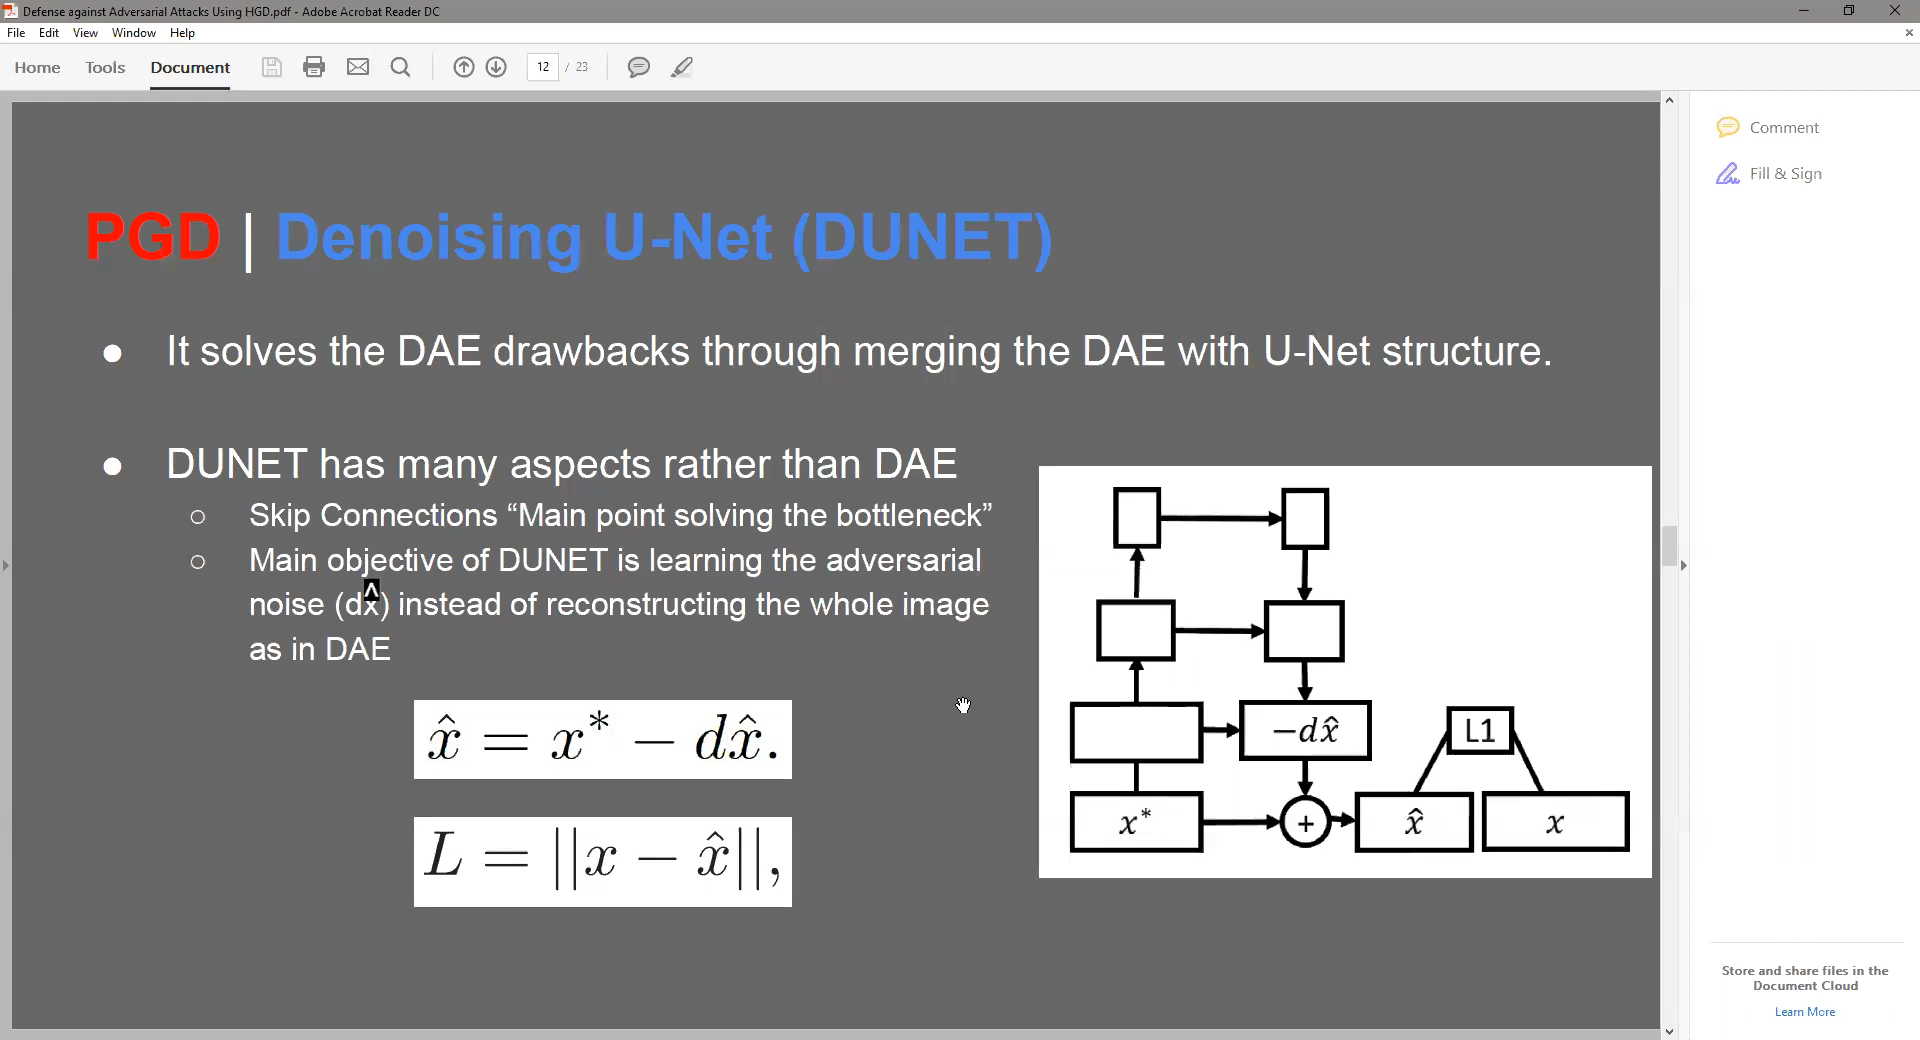 Defense against Adversarial Attacks Using HGD.pdf - Adobe Acrobat Reader DC
File Edit View Window Help
Home Tools Document 12 / 23
Comment
Fill & Sign
PGD | Denoising U-Net (DUNET)
● It solves the DAE drawbacks through merging the DAE with U-Net structure.
● DUNET has many aspects rather than DAE
○ Skip Connections “Main point solving the bottleneck”
○ Main objective of DUNET is learning the adversarial
noise (dx̂) instead of reconstructing the whole image
as in DAE
x̂ = x* − dx̂.
L = ||x − x̂||,
−dx̂
L1
x*
+
x̂
x
Store and share files in the
Document Cloud
Learn More